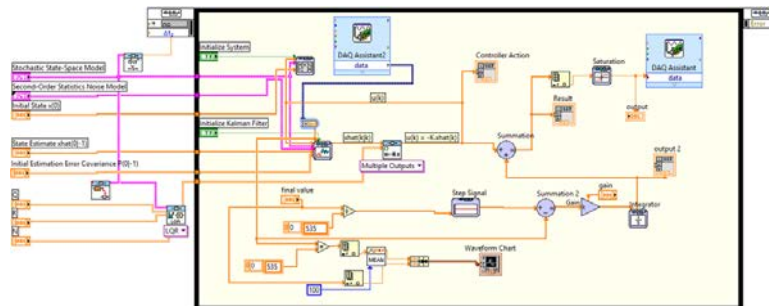 Stochastic State-Space Model
Second-Order Statistics Noise Model
Initial State x(0)
State Estimate xhat(0|-1)
Initial Estimation Error Covariance P(0|-1)
Q
R
N
LQR
Initialize System
Initialize Kalman Filter
DAQ Assistant2
data
Controller Action
u(k)
xhat(k|k)
u(k) = -K.xhat(k)
Multiple Outputs
Summation
Result
Saturation
DAQ Assistant
data
output
output 2
final value
0
535
Step Signal
Summation 2
Gain
gain
Integrator
0
535
MEAN
100
Waveform Chart
Error